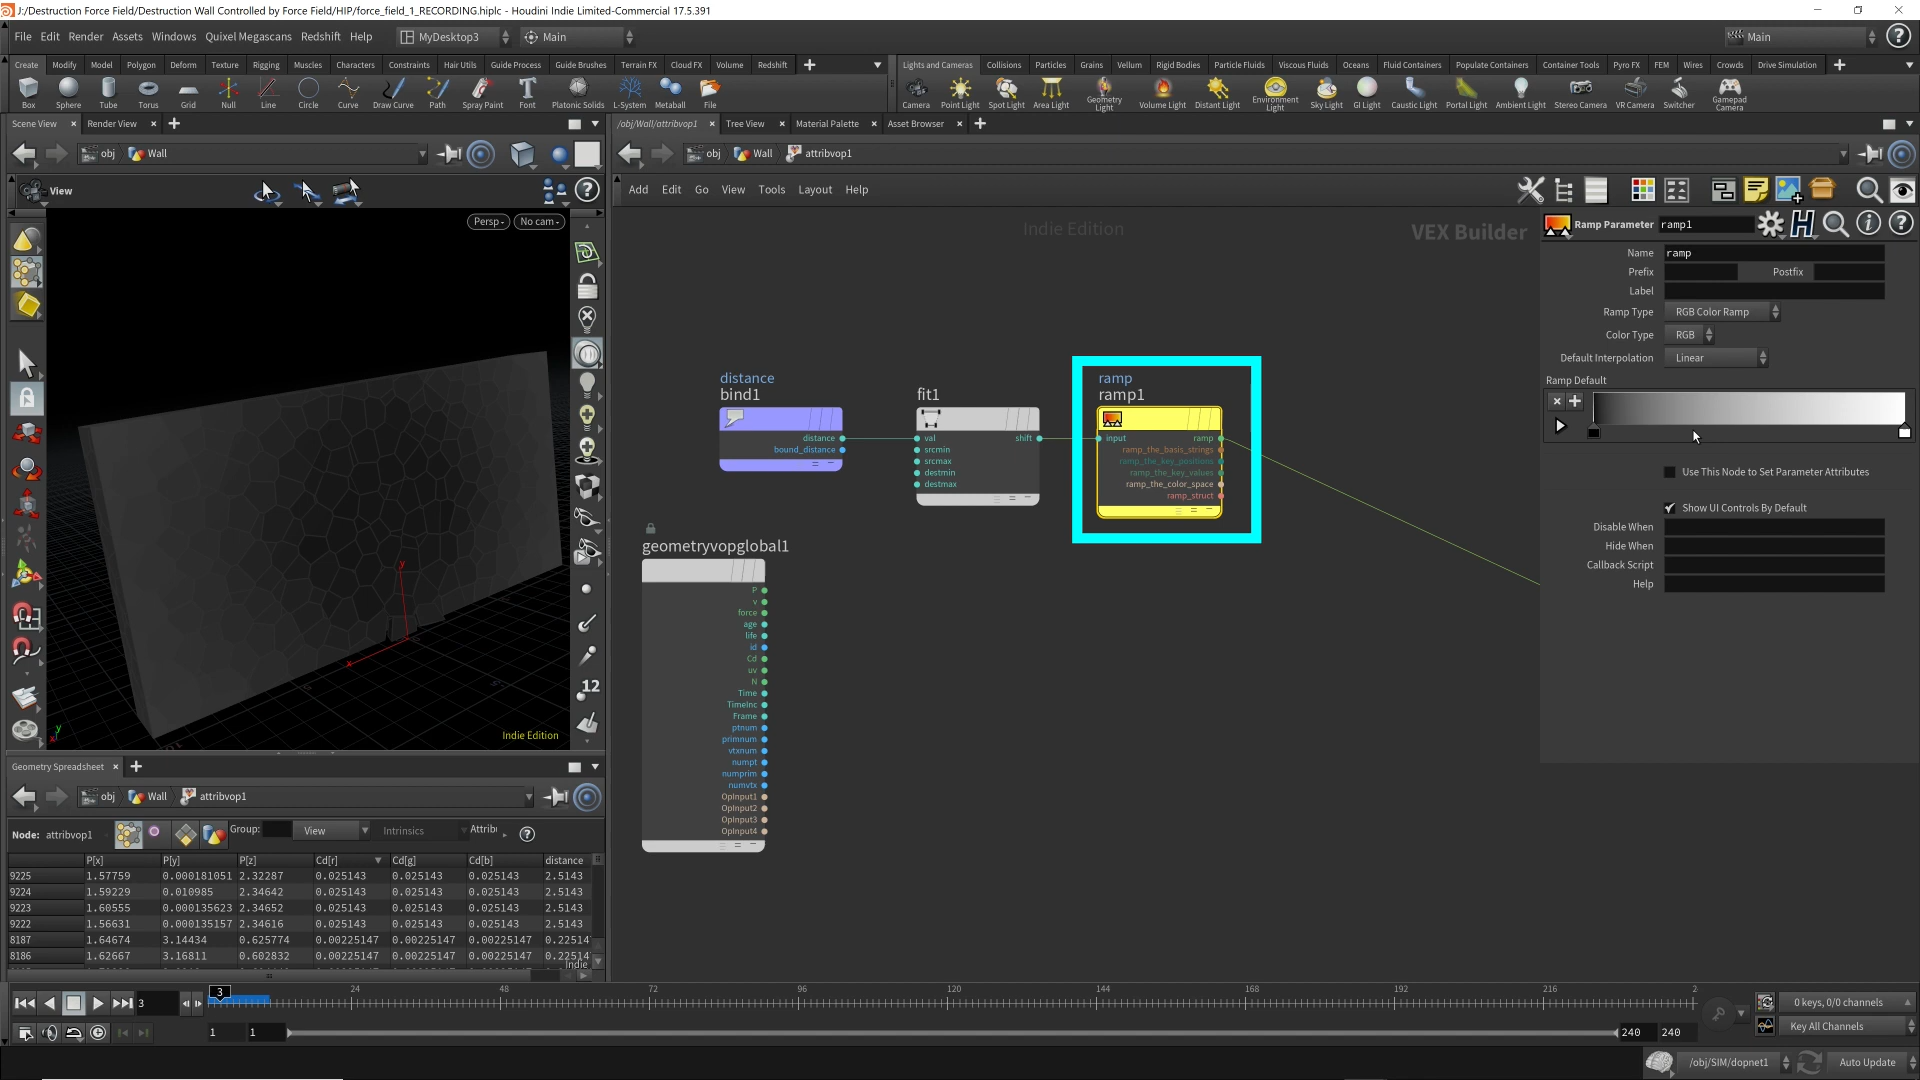 J:/Destruction Force Field/Destruction Wall Controlled by Force Field/HIP/force_field_1_RECORDING.hiplc - Houdini Indie Limited-Commercial 17.5.391
File Edit Render Assets Windows Quixel Megascans Redshift Help MyDesktop3 Main Main
Create Modify Model Polygon Deform Texture Rigging Muscles Characters Constraints Hair Utils Guide Process Guide Brushes Terrain FX Cloud FX Volume Redshift
Lights and Cameras Collisions Particles Grains Vellum Rigid Bodies Particle Fluids Viscous Fluids Oceans Fluid Containers Populate Containers Container Tools Pyro FX FEM Wires Crowds Drive Simulation
Box Sphere Tube Torus Grid Null Line Circle Curve Draw Curve Path Spray Paint Font Platonic Solids L-System Metaball File
Camera Point Light Spot Light Area Light Geometry Light Volume Light Distant Light Environment Light Sky Light GI Light Caustic Light Portal Light Ambient Light Stereo Camera VR Camera Switcher Gamepad Camera
Scene View Render View
/obj/Wall/attribvop1 Tree View Material Palette Asset Browser
obj Wall
obj Wall attribvop1
View
Add Edit Go View Tools Layout Help
Persp No cam
Indie Edition
VEX Builder
Ramp Parameter ramp1
Name ramp
Prefix Postfix
Label
Ramp Type RGB Color Ramp
Color Type RGB
Default Interpolation Linear
Ramp Default
Use This Node to Set Parameter Attributes
Show UI Controls By Default
Disable When
Hide When
Callback Script
Help
distance
bind1
distance
bound_distance
fit1
val shift
srcmin
srcmax
destmin
destmax
ramp
ramp1
input ramp
ramp_the_basis_strings
ramp_the_key_positions
ramp_the_key_values
ramp_the_color_space
ramp_struct
geometryvopglobal1
P
v
force
age
life
id
Cd
uv
N
Time
TimeInc
Frame
ptnum
primnum
vtxnum
numpt
numprim
numvtx
OpInput1
OpInput2
OpInput3
OpInput4
y
x
12
y
x
Indie Edition
Geometry Spreadsheet
obj Wall attribvop1
Node: attribvop1 Group: View Intrinsics Attrib
P[x] P[y] P[z] Cd[r] Cd[g] Cd[b] distance
9225 1.57759 0.000181051 2.32287 0.025143 0.025143 0.025143 2.5143
9224 1.59229 0.010985 2.34642 0.025143 0.025143 0.025143 2.5143
9223 1.60555 0.000135623 2.34652 0.025143 0.025143 0.025143 2.5143
9222 1.56631 0.000135157 2.34616 0.025143 0.025143 0.025143 2.5143
8187 1.64674 3.14434 0.625774 0.00225147 0.00225147 0.00225147 0.22514
8186 1.62667 3.16811 0.602832 0.00225147 0.00225147 0.00225147 0.22514
Indie
3 3 24 48 72 96 120 144 168 192 216 2
0 keys, 0/0 channels
1 1 240 240
Key All Channels
/obj/SIM/dopnet1 Auto Update